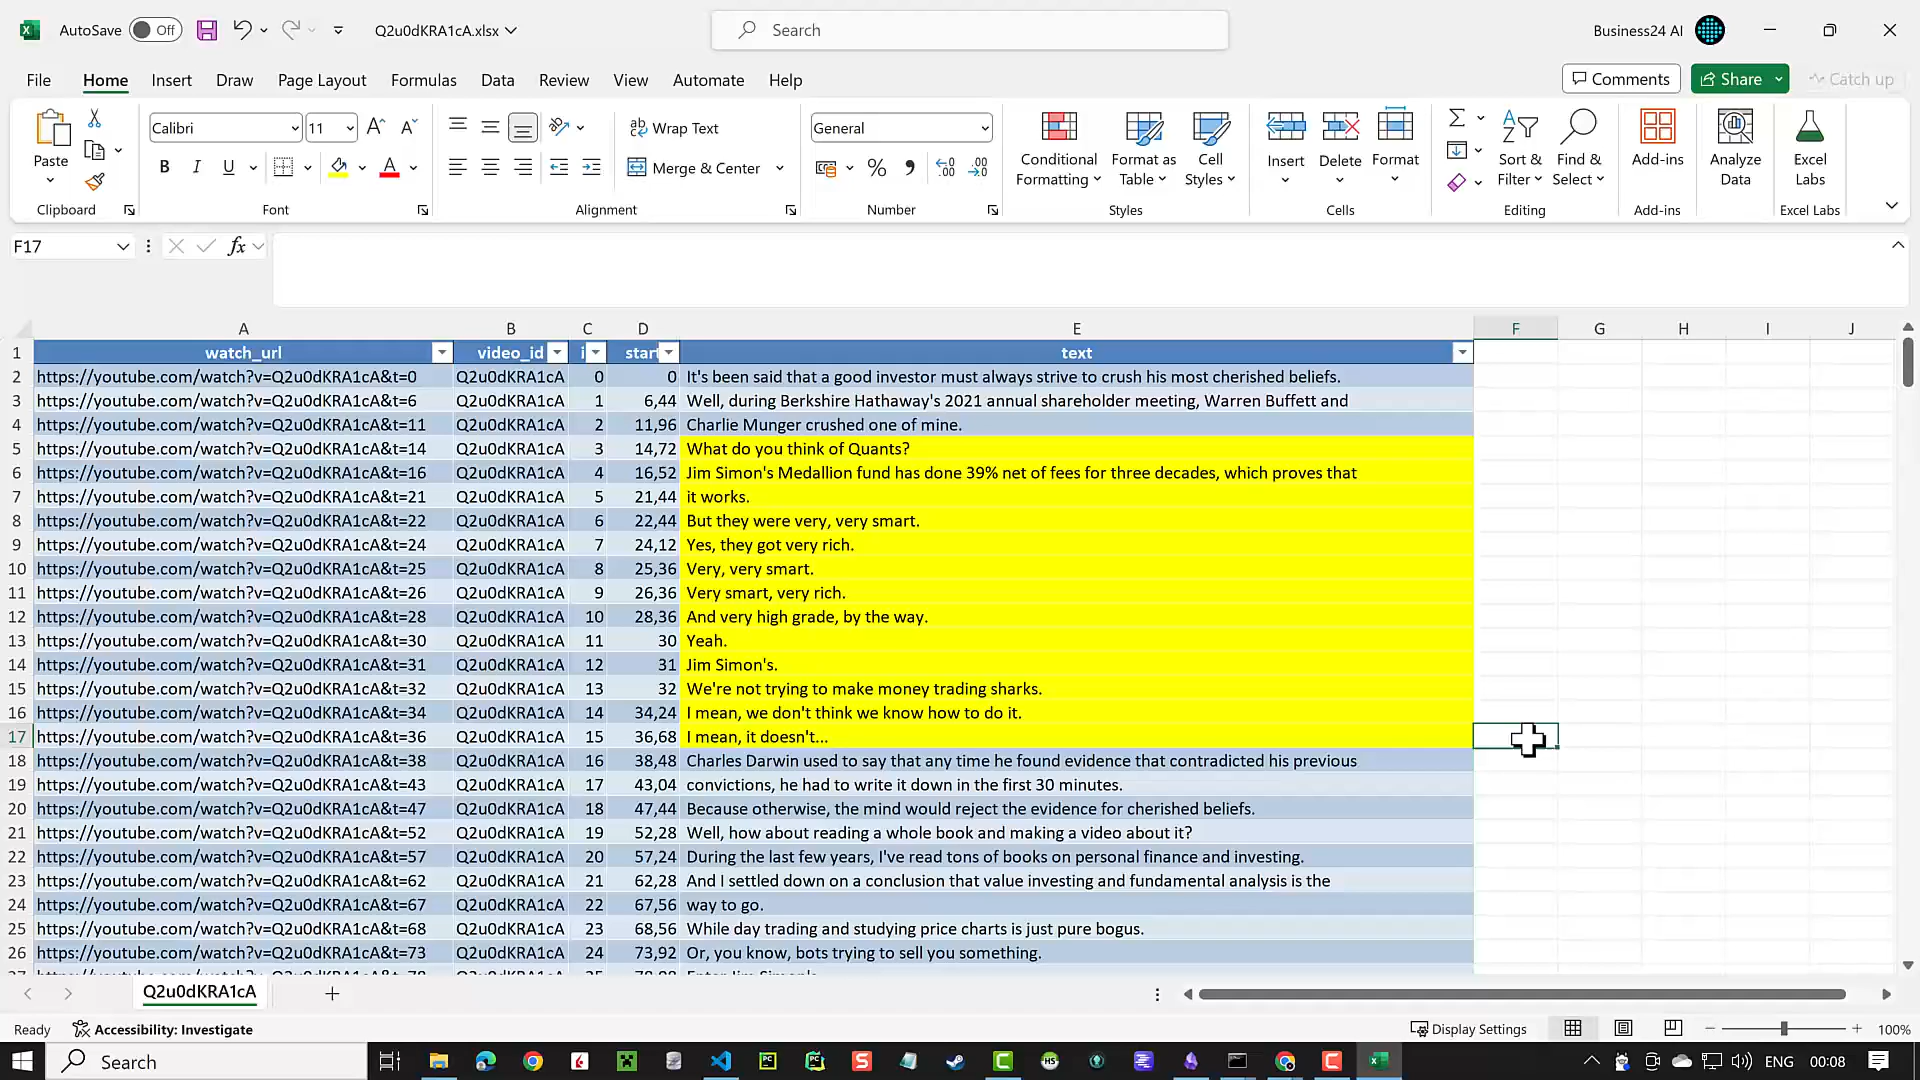 AutoSave Off Q2u0dKRA1cA.xlsx Search Business24 AI
File Home Insert Draw Page Layout Formulas Data Review View Automate Help Comments Share Catch up
Paste Calibri 11 Wrap Text General Conditional Formatting Format as Table Cell Styles Insert Delete Format Sort & Filter Find & Select Add-ins Analyze Data Excel Labs
B I U A Merge & Center % 9
Clipboard Font Alignment Number Styles Cells Editing Add-ins Excel Labs
F17 fx
A B C D E F G H I J
1 watch_url video_id i start text
2 https://youtube.com/watch?v=Q2u0dKRA1cA&t=0 Q2u0dKRA1cA 0 0 It's been said that a good investor must always strive to crush his most cherished beliefs.
3 https://youtube.com/watch?v=Q2u0dKRA1cA&t=6 Q2u0dKRA1cA 1 6,44 Well, during Berkshire Hathaway's 2021 annual shareholder meeting, Warren Buffett and
4 https://youtube.com/watch?v=Q2u0dKRA1cA&t=11 Q2u0dKRA1cA 2 11,96 Charlie Munger crushed one of mine.
5 https://youtube.com/watch?v=Q2u0dKRA1cA&t=14 Q2u0dKRA1cA 3 14,72 What do you think of Quants?
6 https://youtube.com/watch?v=Q2u0dKRA1cA&t=16 Q2u0dKRA1cA 4 16,52 Jim Simon's Medallion fund has done 39% net of fees for three decades, which proves that
7 https://youtube.com/watch?v=Q2u0dKRA1cA&t=21 Q2u0dKRA1cA 5 21,44 it works.
8 https://youtube.com/watch?v=Q2u0dKRA1cA&t=22 Q2u0dKRA1cA 6 22,44 But they were very, very smart.
9 https://youtube.com/watch?v=Q2u0dKRA1cA&t=24 Q2u0dKRA1cA 7 24,12 Yes, they got very rich.
10 https://youtube.com/watch?v=Q2u0dKRA1cA&t=25 Q2u0dKRA1cA 8 25,36 Very, very smart.
11 https://youtube.com/watch?v=Q2u0dKRA1cA&t=26 Q2u0dKRA1cA 9 26,36 Very smart, very rich.
12 https://youtube.com/watch?v=Q2u0dKRA1cA&t=28 Q2u0dKRA1cA 10 28,36 And very high grade, by the way.
13 https://youtube.com/watch?v=Q2u0dKRA1cA&t=30 Q2u0dKRA1cA 11 30 Yeah.
14 https://youtube.com/watch?v=Q2u0dKRA1cA&t=31 Q2u0dKRA1cA 12 31 Jim Simon's.
15 https://youtube.com/watch?v=Q2u0dKRA1cA&t=32 Q2u0dKRA1cA 13 32 We're not trying to make money trading sharks.
16 https://youtube.com/watch?v=Q2u0dKRA1cA&t=34 Q2u0dKRA1cA 14 34,24 I mean, we don't think we know how to do it.
17 https://youtube.com/watch?v=Q2u0dKRA1cA&t=36 Q2u0dKRA1cA 15 36,68 I mean, it doesn't...
18 https://youtube.com/watch?v=Q2u0dKRA1cA&t=38 Q2u0dKRA1cA 16 38,48 Charles Darwin used to say that any time he found evidence that contradicted his previous
19 https://youtube.com/watch?v=Q2u0dKRA1cA&t=43 Q2u0dKRA1cA 17 43,04 convictions, he had to write it down in the first 30 minutes.
20 https://youtube.com/watch?v=Q2u0dKRA1cA&t=47 Q2u0dKRA1cA 18 47,44 Because otherwise, the mind would reject the evidence for cherished beliefs.
21 https://youtube.com/watch?v=Q2u0dKRA1cA&t=52 Q2u0dKRA1cA 19 52,28 Well, how about reading a whole book and making a video about it?
22 https://youtube.com/watch?v=Q2u0dKRA1cA&t=57 Q2u0dKRA1cA 20 57,24 During the last few years, I've read tons of books on personal finance and investing.
23 https://youtube.com/watch?v=Q2u0dKRA1cA&t=62 Q2u0dKRA1cA 21 62,28 And I settled down on a conclusion that value investing and fundamental analysis is the
24 https://youtube.com/watch?v=Q2u0dKRA1cA&t=67 Q2u0dKRA1cA 22 67,56 way to go.
25 https://youtube.com/watch?v=Q2u0dKRA1cA&t=68 Q2u0dKRA1cA 23 68,56 While day trading and studying price charts is just pure bogus.
26 https://youtube.com/watch?v=Q2u0dKRA1cA&t=73 Q2u0dKRA1cA 24 73,92 Or, you know, bots trying to sell you something.
Q2u0dKRA1cA
Ready Accessibility: Investigate Display Settings 100%
Search ENG 00:08